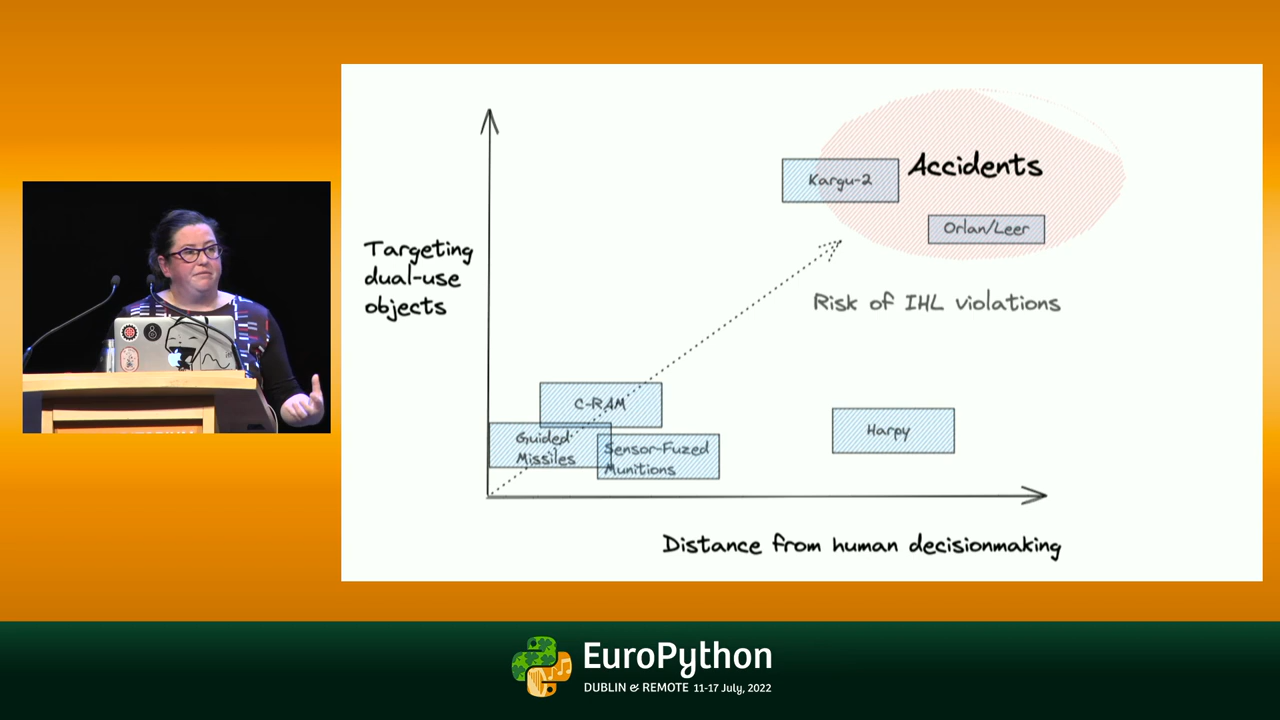 Accidents
Kargu-2
Orlan/Leer
Targeting
dual-use
objects
Risk of IHL violations
C-RAM
Guided
Missiles
Harpy
Sensor-Fuzed
Munitions
Distance from human decisionmaking
EuroPython
DUBLIN & REMOTE 11-17 July, 2022